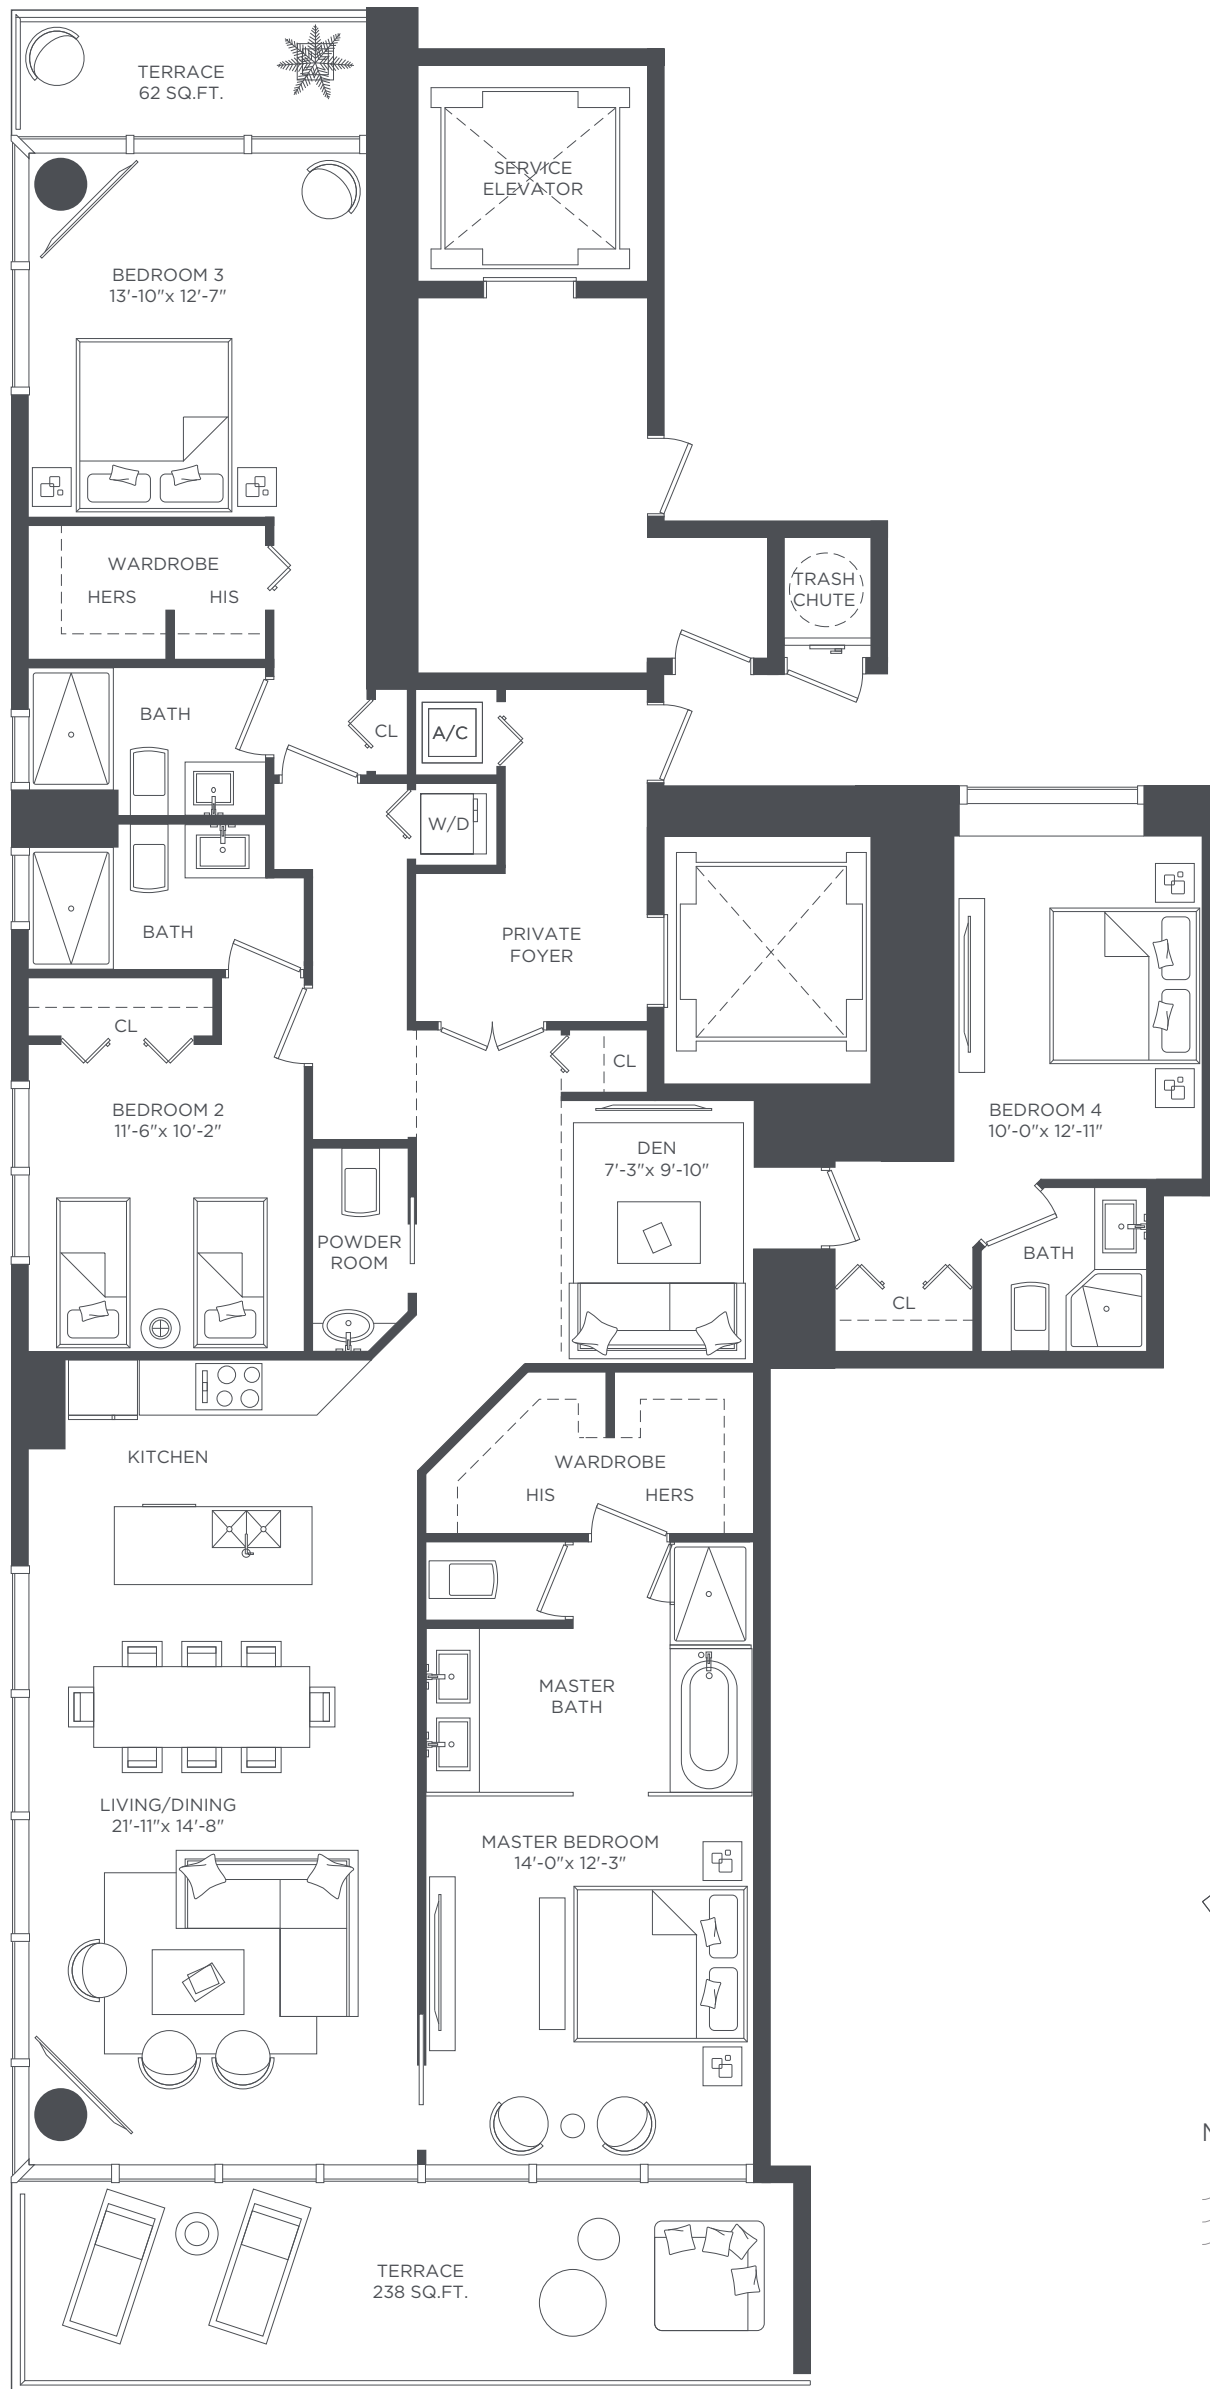 TERRACE
62 SQ.FT.
SERVICE
ELEVATOR
BEDROOM 3
13'-10"x 12'-7"
WARDROBE
HERS
HIS
TRASH
CHUTE
BATH
CL
A/C
W/D
BATH
PRIVATE
FOYER
CL
CL
BEDROOM 2
11'-6"x 10'-2"
BEDROOM 4
10'-0"x 12'-11"
DEN
7'-3"x 9'-10"
POWDER
ROOM
BATH
CL
KITCHEN
WARDROBE
HIS
HERS
MASTER
BATH
LIVING/DINING
21'-11"x 14'-8"
MASTER BEDROOM
14'-0"x 12'-3"
TERRACE
238 SQ.FT.